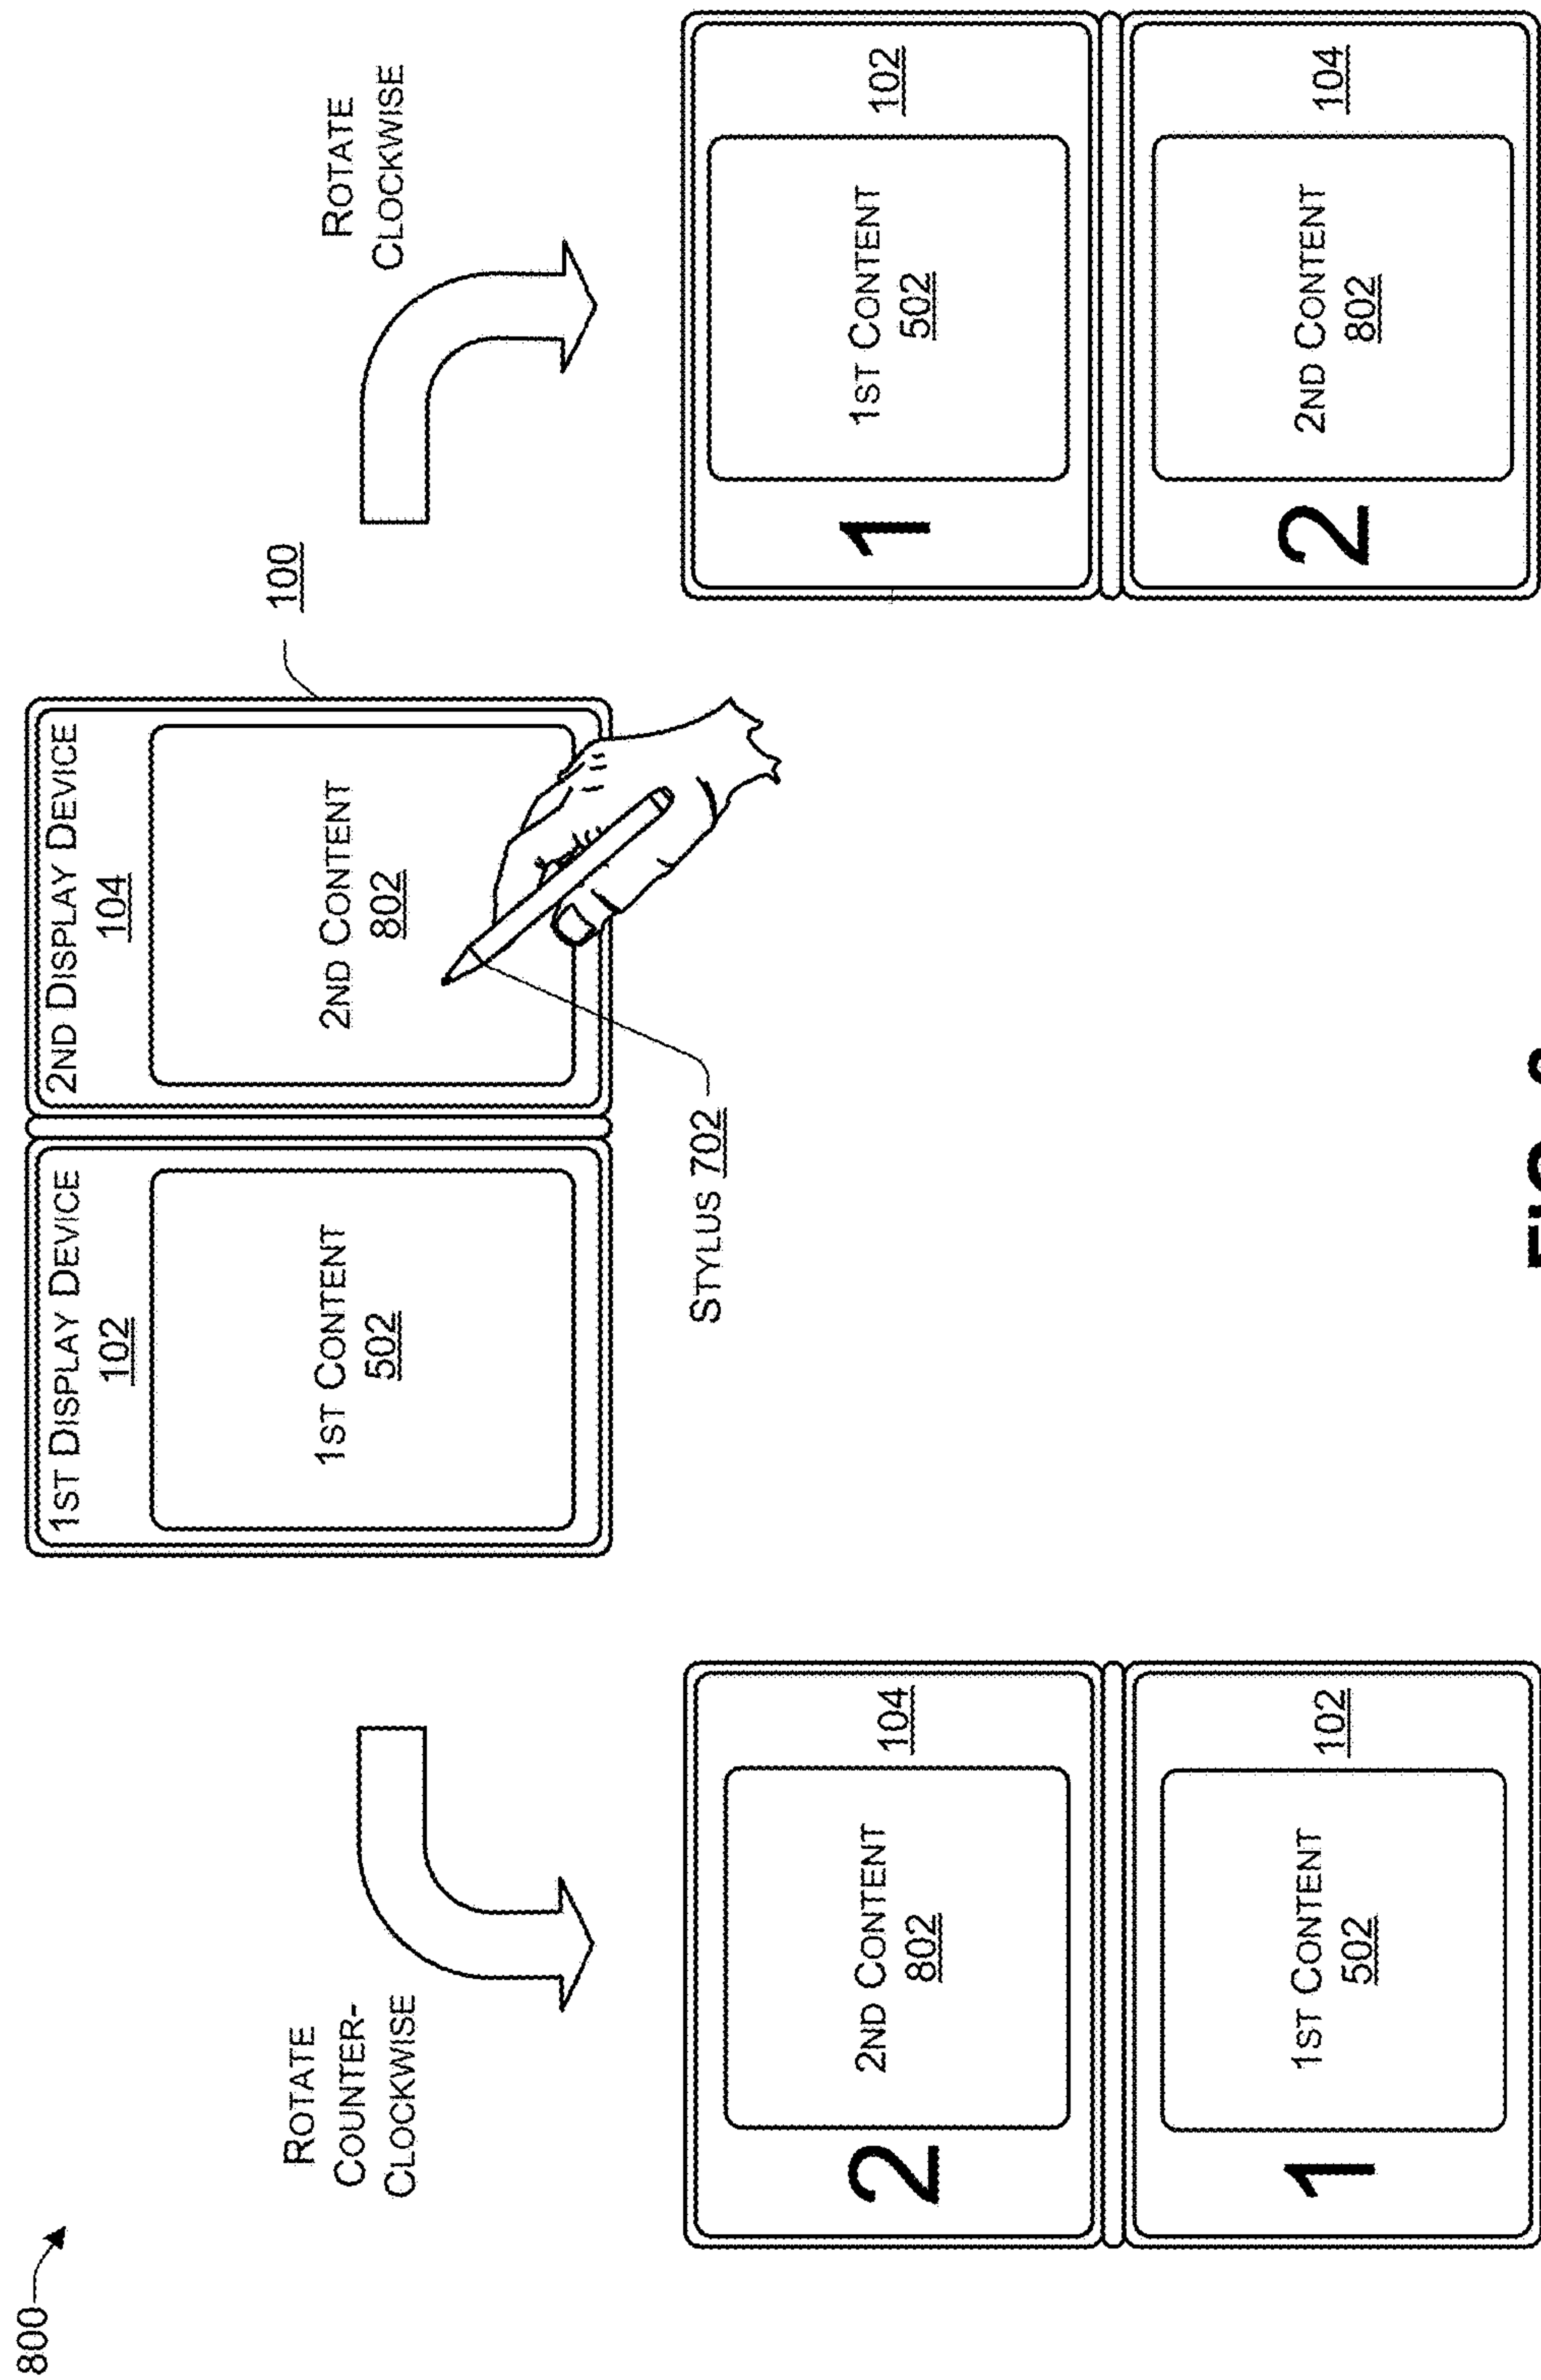 800
1ST DISPLAY DEVICE
102
1ST CONTENT
502
2ND DISPLAY DEVICE
104
2ND CONTENT
802
100
ROTATE
COUNTER-
CLOCKWISE
ROTATE
CLOCKWISE
STYLUS 702
2
2ND CONTENT
802
104
1
1ST CONTENT
502
102
1
1ST CONTENT
502
102
2
2ND CONTENT
802
104